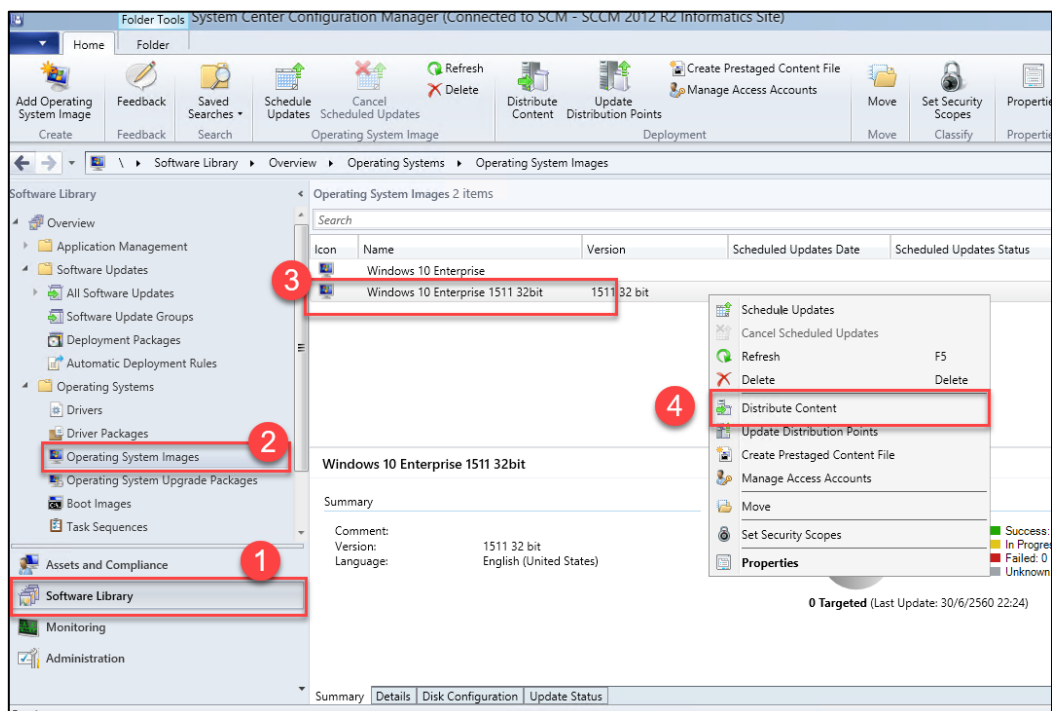 Folder Tools System Center Configuration Manager (Connected to SCM - SCCM 2012 R2 Informatics Site)
Home Folder
Add Operating System Image
Feedback
Saved Searches
Schedule Updates
Cancel Scheduled Updates
Refresh
Delete
Distribute Content
Update Distribution Points
Create Prestaged Content File
Manage Access Accounts
Move
Set Security Scopes
Create Feedback Search Operating System Image Deployment Move Classify
\ Software Library Overview Operating Systems Operating System Images
Software Library
Overview
Application Management
Software Updates
All Software Updates
Software Update Groups
Deployment Packages
Automatic Deployment Rules
Operating Systems
Drivers
Driver Packages
Operating System Images
2
Operating System Upgrade Packages
Boot Images
Task Sequences
Assets and Compliance
1
Software Library
Monitoring
Administration
Operating System Images 2 items
Search
Icon Name Version Scheduled Updates Date Scheduled Updates Status
Windows 10 Enterprise
3
Windows 10 Enterprise 1511 32bit 1511 32 bit
Schedule Updates
Cancel Scheduled Updates
Refresh F5
Delete Delete
4
Distribute Content
Update Distribution Points
Create Prestaged Content File
Manage Access Accounts
Move
Set Security Scopes
Properties
Windows 10 Enterprise 1511 32bit
Summary
Comment:
Version: 1511 32 bit
Language: English (United States)
Success:
In Progres
Failed: 0
Unknown
0 Targeted (Last Update: 30/6/2560 22:24)
Summary Details Disk Configuration Update Status